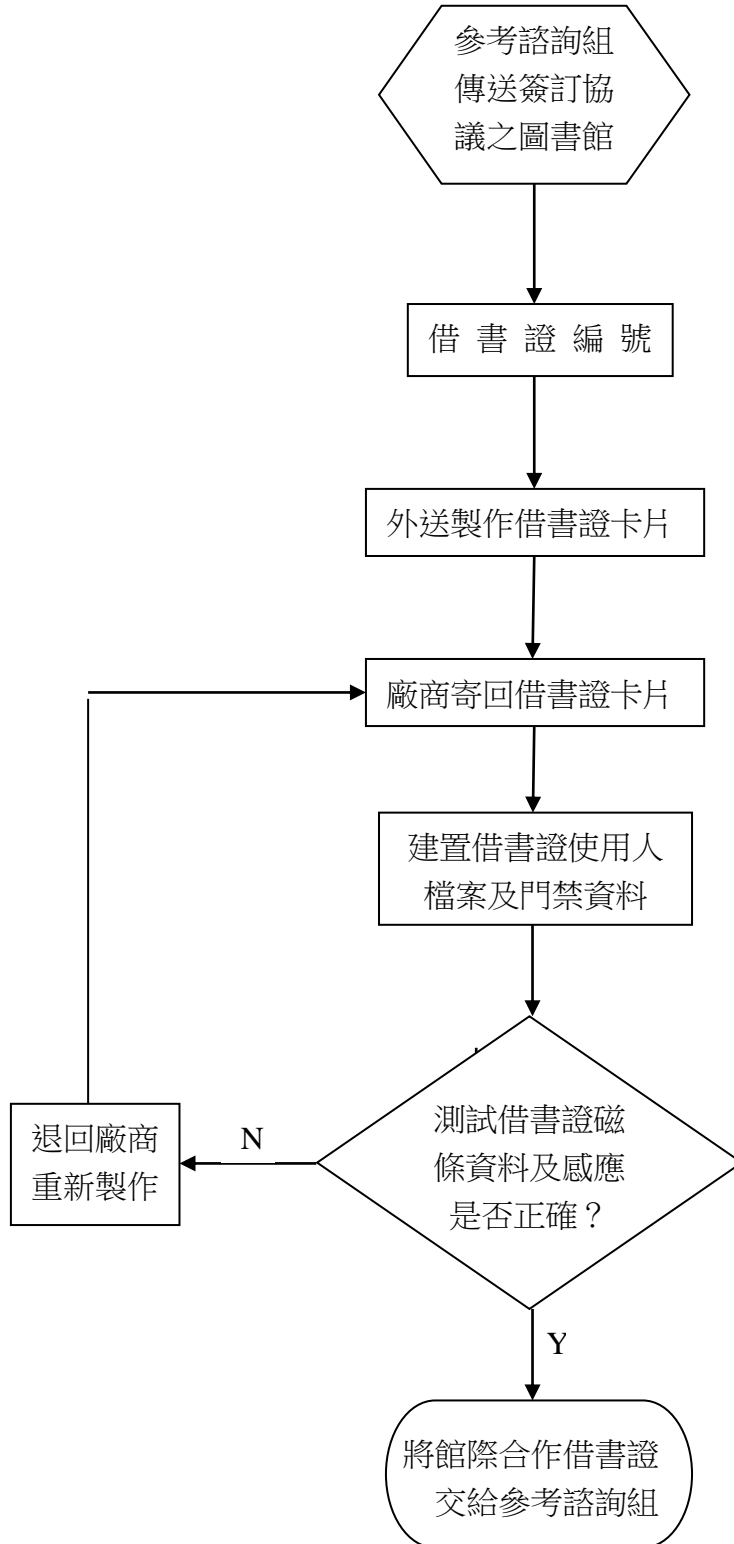 參考諮詢組
傳送簽訂協
議之圖書館
借 書 證 編 號
外送製作借書證卡片
廠商寄回借書證卡片
建置借書證使用人
檔案及門禁資料
測試借書證磁
條資料及感應
是否正確？
N
退回廠商
重新製作
Y
將館際合作借書證
交給參考諮詢組